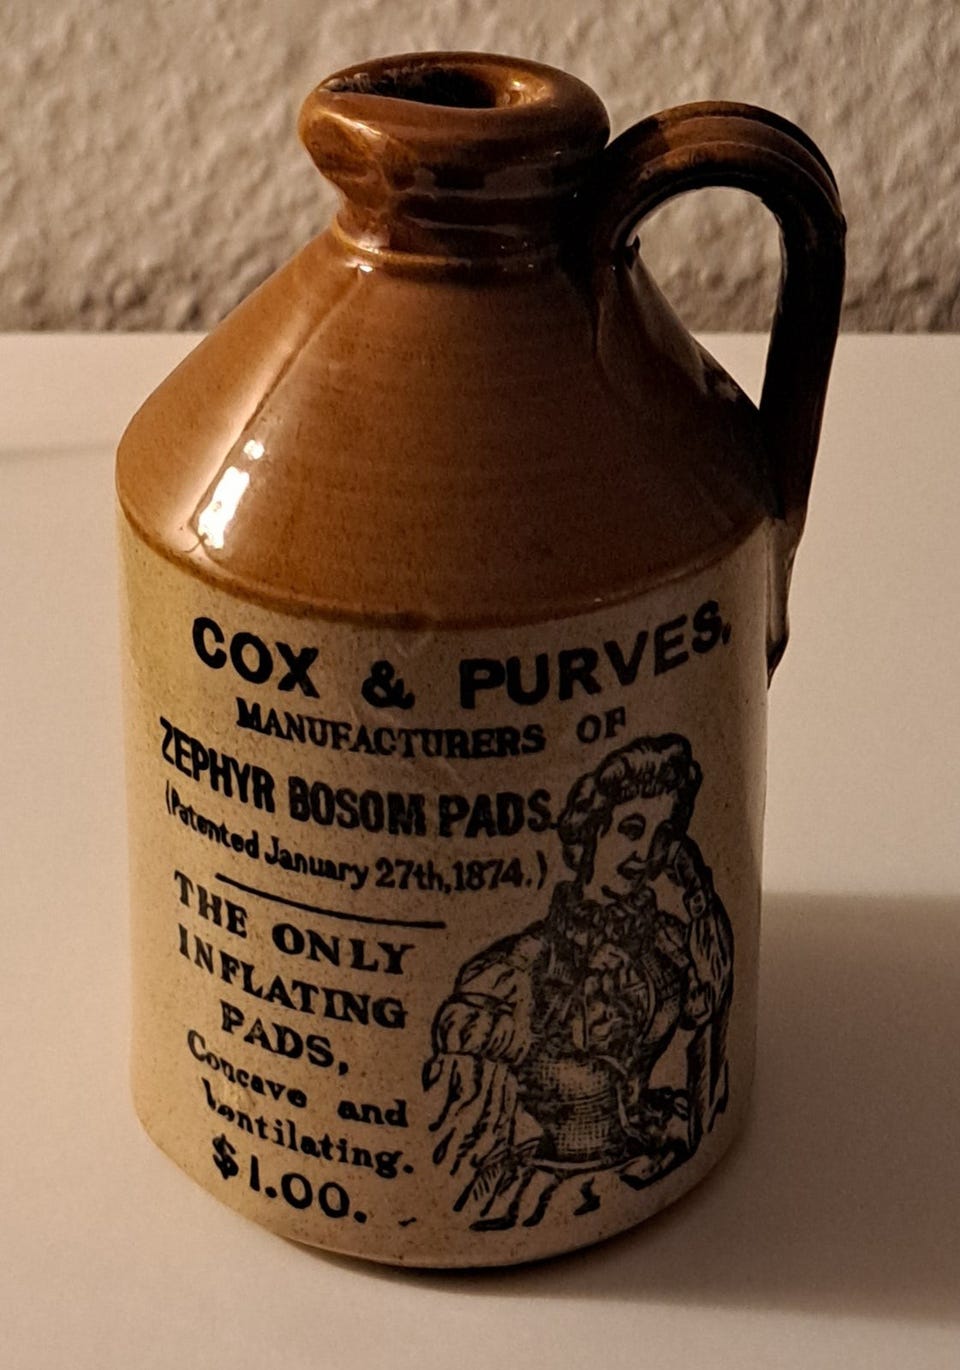 COX & PURVES.
MANUFACTURERS OF
ZEPHYR BOSOM PADS.
(Patented January 27th, 1874.)
THE ONLY
INFLATING
PADS,
Concave and
Ventilating.
$1.00.